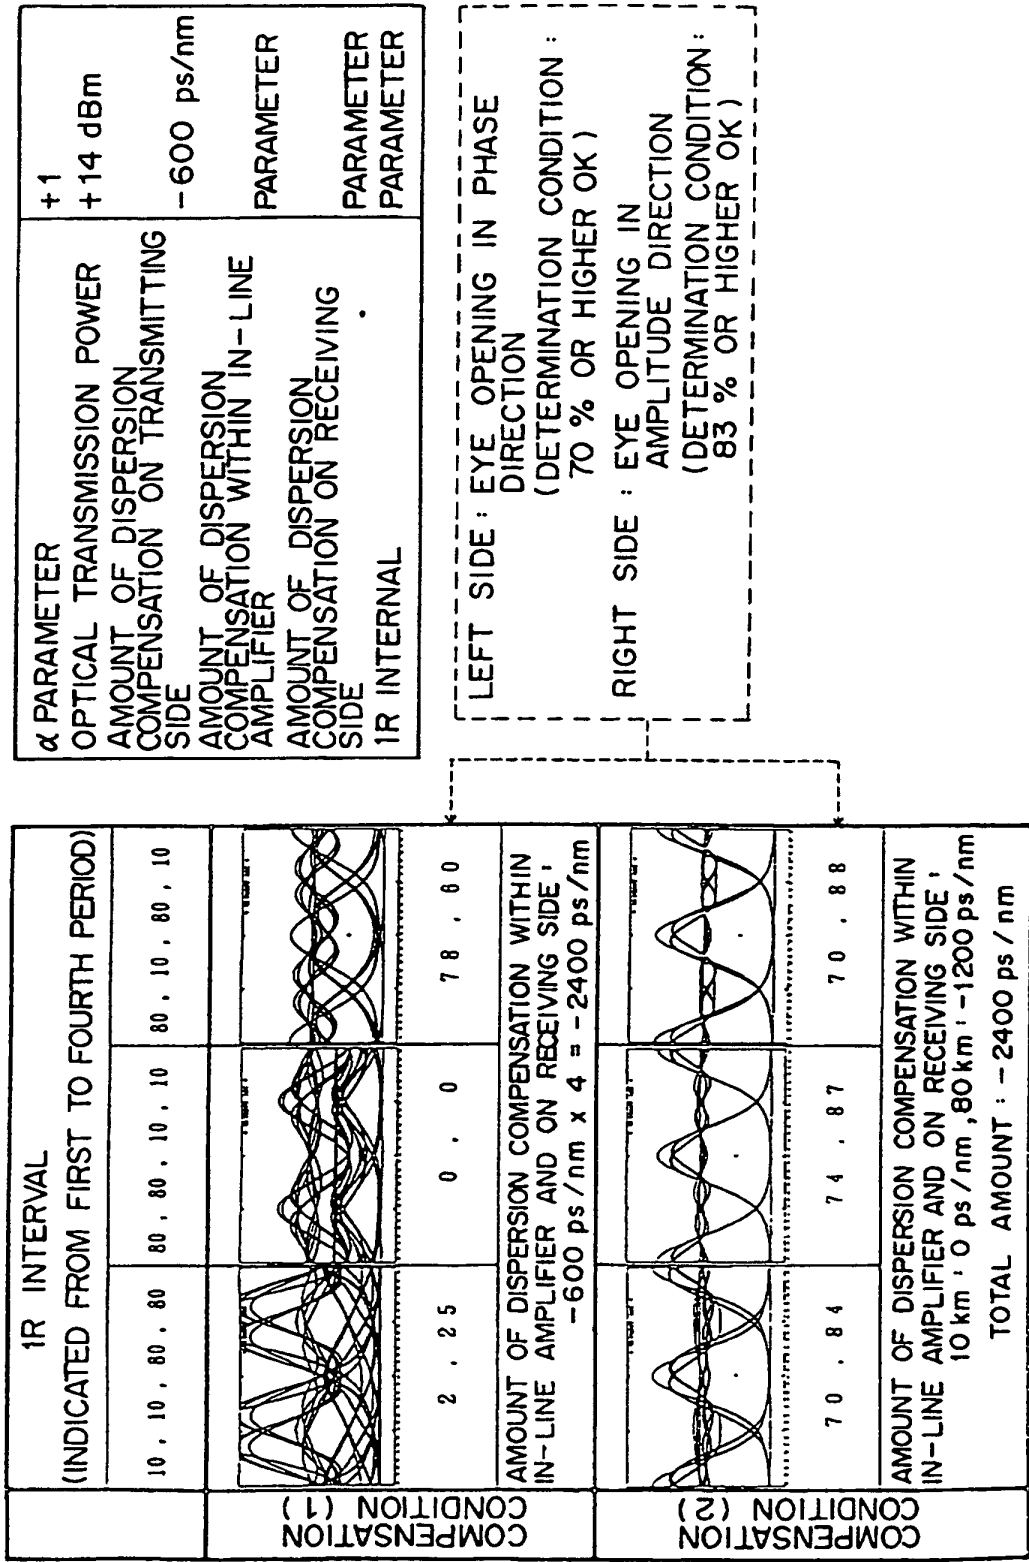 1R INTERVAL
(INDICATED FROM FIRST TO FOURTH PERIOD)
10 , 10 , 80 , 80
80 , 80 , 10 , 10
80 , 10 , 80 , 10
COMPENSATION
CONDITION (1)
2 . 25
0 . 0
78 . 60
AMOUNT OF DISPERSION COMPENSATION WITHIN
IN-LINE AMPLIFIER AND ON RECEIVING SIDE :
-600 ps/nm x 4 = -2400 ps/nm
COMPENSATION
CONDITION (2)
70 . 84
74 . 87
70 . 88
AMOUNT OF DISPERSION COMPENSATION WITHIN
IN-LINE AMPLIFIER AND ON RECEIVING SIDE :
10 km : 0 ps/nm , 80 km : -1200 ps/nm
TOTAL AMOUNT : -2400 ps/nm
α PARAMETER +1
OPTICAL TRANSMISSION POWER +14 dBm
AMOUNT OF DISPERSION
COMPENSATION ON TRANSMITTING
SIDE -600 ps/nm
AMOUNT OF DISPERSION
COMPENSATION WITHIN IN-LINE
AMPLIFIER PARAMETER
AMOUNT OF DISPERSION
COMPENSATION ON RECEIVING
SIDE PARAMETER
1R INTERNAL PARAMETER
LEFT SIDE : EYE OPENING IN PHASE
DIRECTION
(DETERMINATION CONDITION :
70 % OR HIGHER OK )
RIGHT SIDE : EYE OPENING IN
AMPLITUDE DIRECTION
(DETERMINATION CONDITION :
83 % OR HIGHER OK )